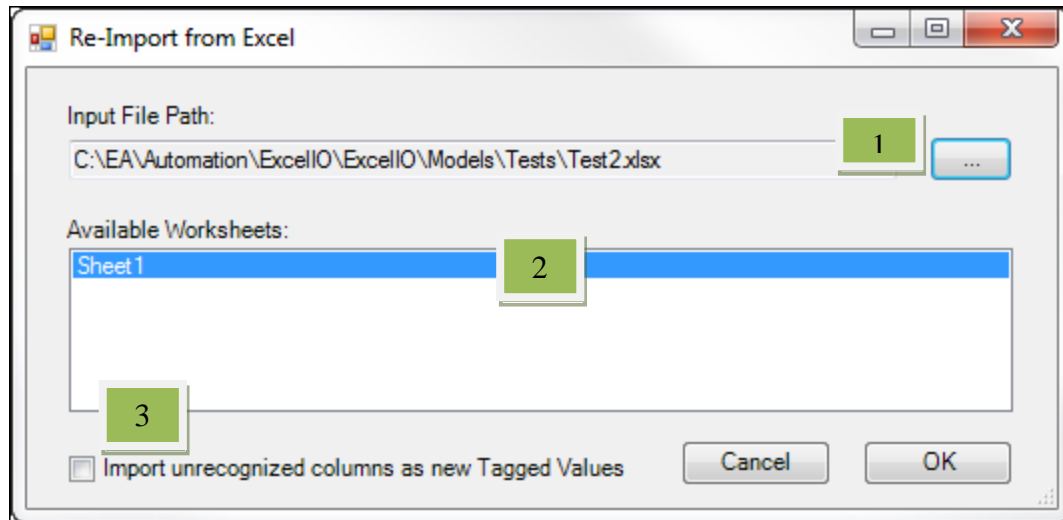 Re-Import from Excel
Input File Path:
1
C:\EA\Automation\ExcelIO\ExcelIO\Models\Tests\Test2.xlsx
...
Available Worksheets:
Sheet1
2
3
Import unrecognized columns as new Tagged Values
Cancel
OK